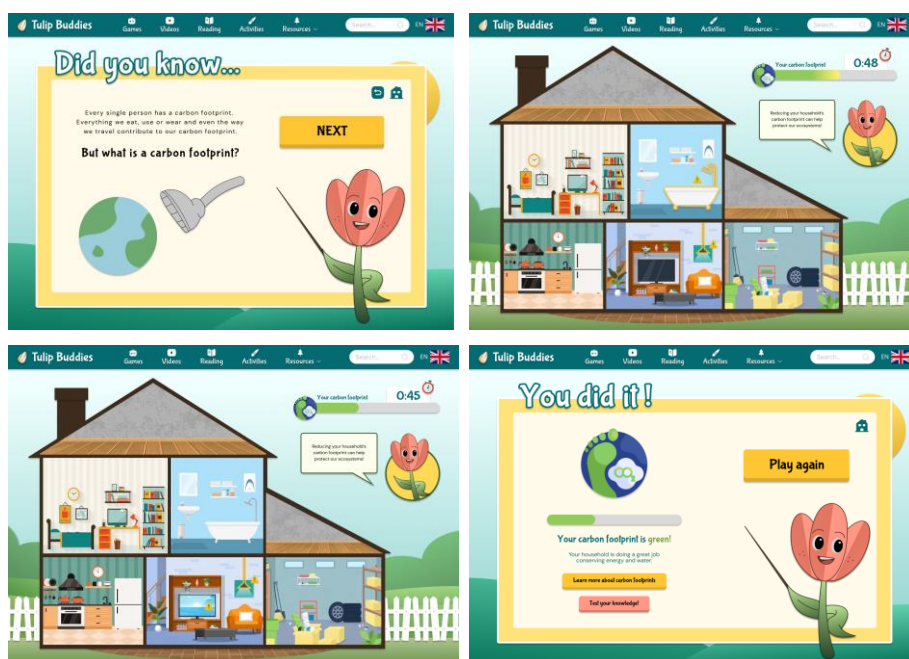 Tulip Buddies Games Videos Reading Activities Resources Search... EN
Did you know...
Every single person has a carbon footprint.
Everything we eat, use or wear and even the way
we travel contribute to our carbon footprint.
But what is a carbon footprint?
NEXT
Tulip Buddies Games Videos Reading Activities Resources Search... EN
Your carbon footprint
0:48
Reducing your household's
carbon footprint can help
protect our ecosystems!
Tulip Buddies Games Videos Reading Activities Resources Search... EN
Your carbon footprint
0:45
Reducing your household's
carbon footprint can help
protect our ecosystems!
Tulip Buddies Games Videos Reading Activities Resources Search... EN
You did it!
CO₂
Play again
Your carbon footprint is green!
Your household is doing a great job
conserving energy and water.
Learn more about carbon footprints
Test your knowledge!